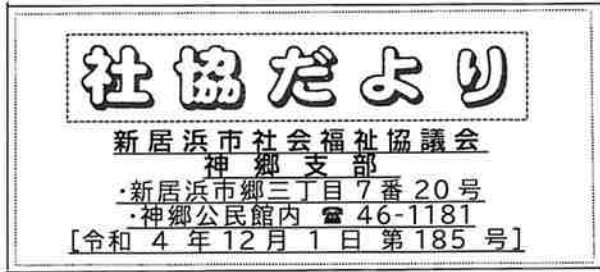 社協だより
新居浜市社会福祉協議会
神郷支部
・新居浜市郷三丁目7番20号
・神郷公民館内 ☎ 46-1181
[令和 4 年12月 1 日 第185 号]